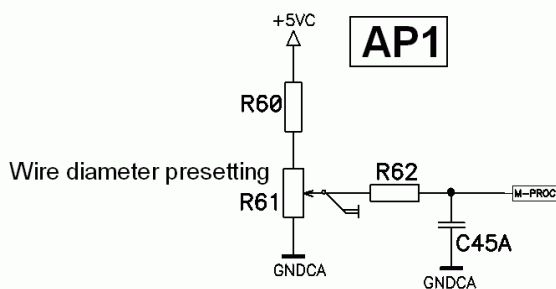 +5VC
AP1
R60
Wire diameter presetting
R61
R62
M-PROC
C45A
GNDCA
GNDCA